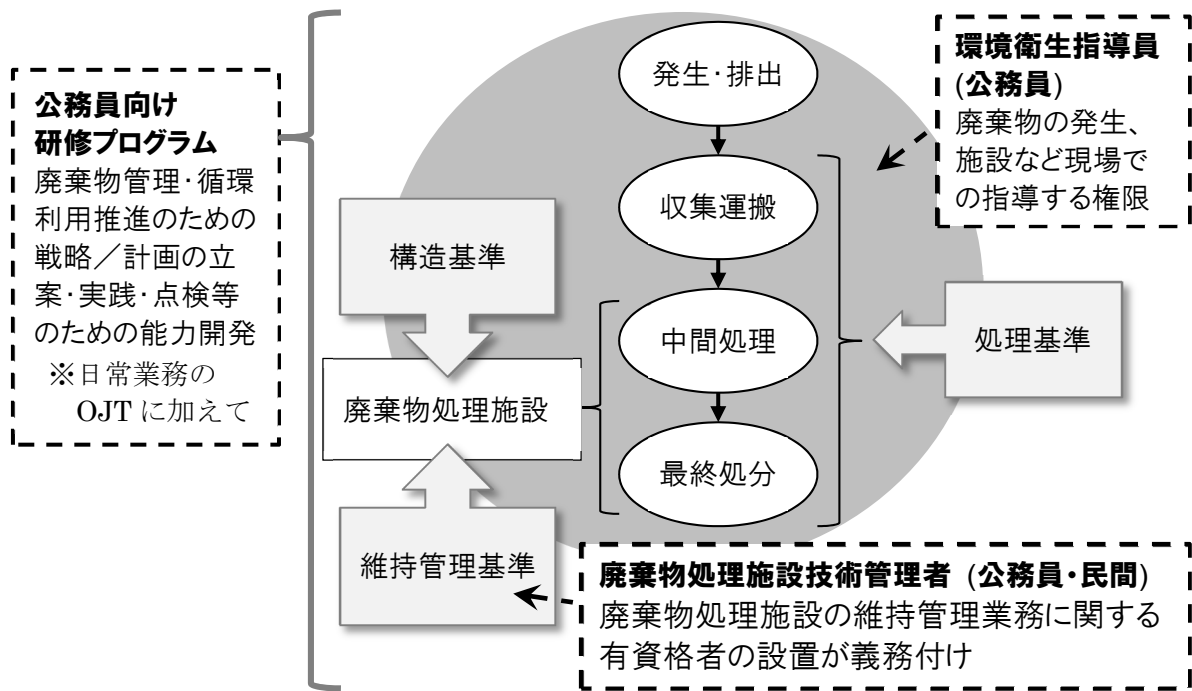 公務員向け
研修プログラム
廃棄物管理・循環
利用推進のための
戦略／計画の立
案・実践・点検等
のための能力開発
※日常業務の
OJTに加えて
発生・排出
収集運搬
中間処理
最終処分
構造基準
廃棄物処理施設
維持管理基準
環境衛生指導員
(公務員)
廃棄物の発生、
施設など現場で
の指導する権限
処理基準
廃棄物処理施設技術管理者 (公務員・民間)
廃棄物処理施設の維持管理業務に関する
有資格者の設置が義務付け